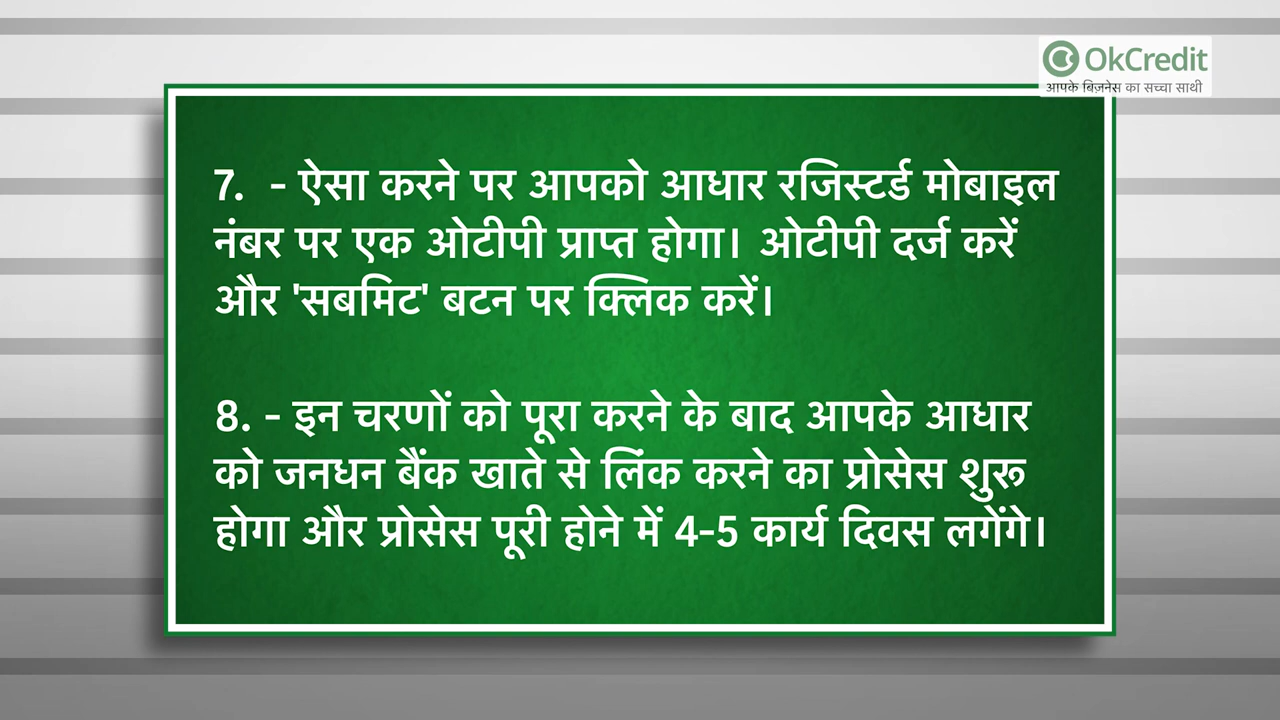 OkCredit
आपके बिज़नेस का सच्चा साथी
7. - ऐसा करने पर आपको आधार रजिस्टर्ड मोबाइल
नंबर पर एक ओटीपी प्राप्त होगा। ओटीपी दर्ज करें
और 'सबमिट' बटन पर क्लिक करें।
8. - इन चरणों को पूरा करने के बाद आपके आधार
को जनधन बैंक खाते से लिंक करने का प्रोसेस शुरू
होगा और प्रोसेस पूरी होने में 4-5 कार्य दिवस लगेंगे।